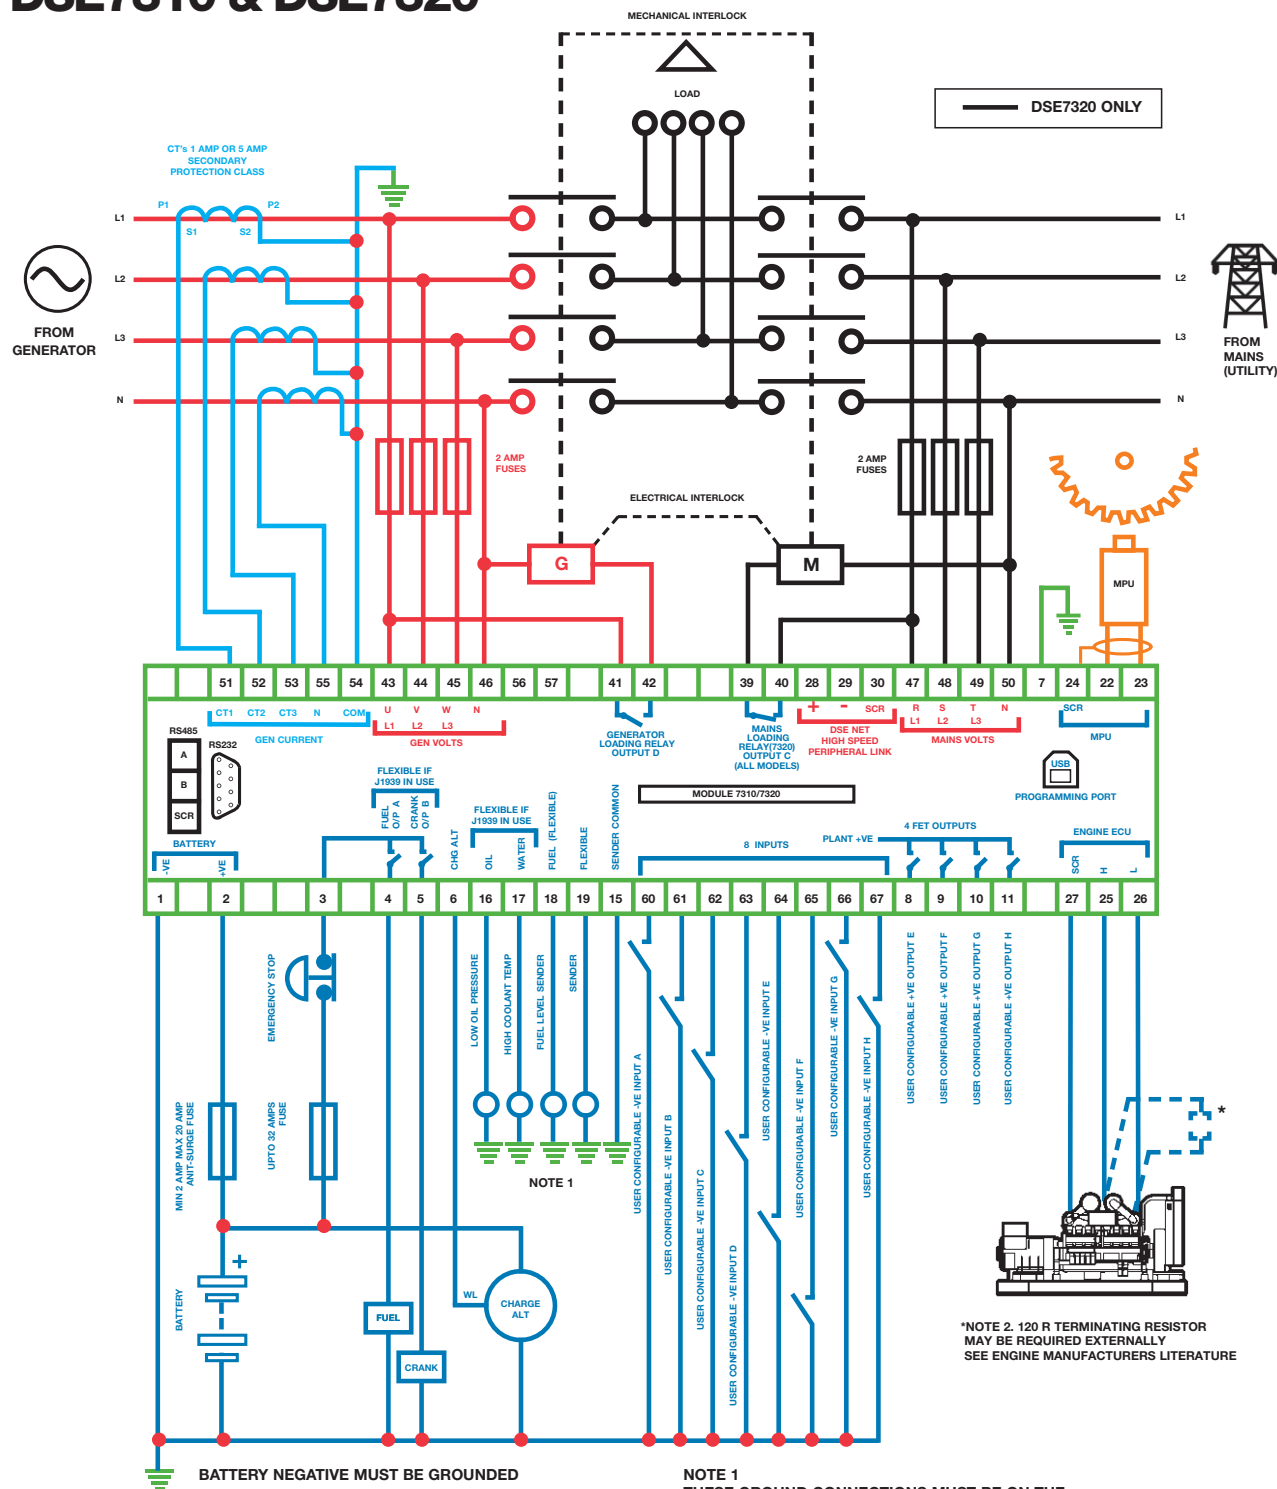 DSE7310 & DSE7320
MECHANICAL INTERLOCK
LOAD
DSE7320 ONLY
CT's 1 AMP OR 5 AMP
SECONDARY
PROTECTION CLASS
P1
P2
S1
S2
L1
L2
L3
N
FROM
GENERATOR
L1
L2
L3
N
FROM
MAINS
(UTILITY)
2 AMP
FUSES
2 AMP
FUSES
ELECTRICAL INTERLOCK
G
M
MPU
51 52 53 55 54 43 44 45 46 56 57 41 42 39 40 28 29 30 47 48 49 50 7 24 22 23
CT1 CT2 CT3 N COM
GEN CURRENT
U V W N
L1 L2 L3
GEN VOLTS
GENERATOR
LOADING RELAY
OUTPUT D
MAINS
LOADING
RELAY(7320)
OUTPUT C
(ALL MODELS)
+ - SCR
DSE NET
HIGH SPEED
PERIPHERAL LINK
R S T N
L1 L2 L3
MAINS VOLTS
SCR
MPU
RS485
A
B
SCR
RS232
USB
PROGRAMMING PORT
MODULE 7310/7320
FLEXIBLE IF
J1939 IN USE
FUEL
O/P A
CRANK
O/P B
CHG ALT
FLEXIBLE IF
J1939 IN USE
OIL
WATER
FUEL (FLEXIBLE)
FLEXIBLE
SENDER COMMON
8 INPUTS
PLANT +VE
4 FET OUTPUTS
ENGINE ECU
SCR
H
L
BATTERY
-VE
+VE
1 2 3 4 5 6 16 17 18 19 15 60 61 62 63 64 65 66 67 8 9 10 11 27 25 26
EMERGENCY STOP
LOW OIL PRESSURE
HIGH COOLANT TEMP
FUEL LEVEL SENDER
SENDER
USER CONFIGURABLE -VE INPUT A
USER CONFIGURABLE -VE INPUT B
USER CONFIGURABLE -VE INPUT C
USER CONFIGURABLE -VE INPUT D
USER CONFIGURABLE -VE INPUT E
USER CONFIGURABLE -VE INPUT F
USER CONFIGURABLE -VE INPUT G
USER CONFIGURABLE -VE INPUT H
USER CONFIGURABLE +VE OUTPUT E
USER CONFIGURABLE +VE OUTPUT F
USER CONFIGURABLE +VE OUTPUT G
USER CONFIGURABLE +VE OUTPUT H
MIN 2 AMP MAX 20 AMP
ANIT-SURGE FUSE
UPTO 32 AMPS
FUSE
NOTE 1
*
+
BATTERY
WL
CHARGE
ALT
FUEL
CRANK
*NOTE 2. 120 R TERMINATING RESISTOR
MAY BE REQUIRED EXTERNALLY
SEE ENGINE MANUFACTURERS LITERATURE
BATTERY NEGATIVE MUST BE GROUNDED
NOTE 1
THESE GROUND CONNECTIONS MUST BE ON THE